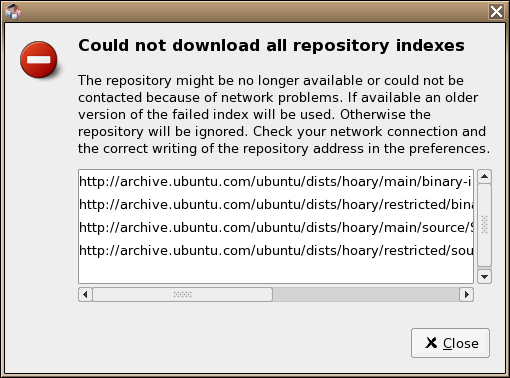 Could not download all repository indexes
The repository might be no longer available or could not be
contacted because of network problems. If available an older
version of the failed index will be used. Otherwise the
repository will be ignored. Check your network connection and
the correct writing of the repository address in the preferences.
http://archive.ubuntu.com/ubuntu/dists/hoary/main/binary-i
http://archive.ubuntu.com/ubuntu/dists/hoary/restricted/bina
http://archive.ubuntu.com/ubuntu/dists/hoary/main/source/S
http://archive.ubuntu.com/ubuntu/dists/hoary/restricted/sou
Close